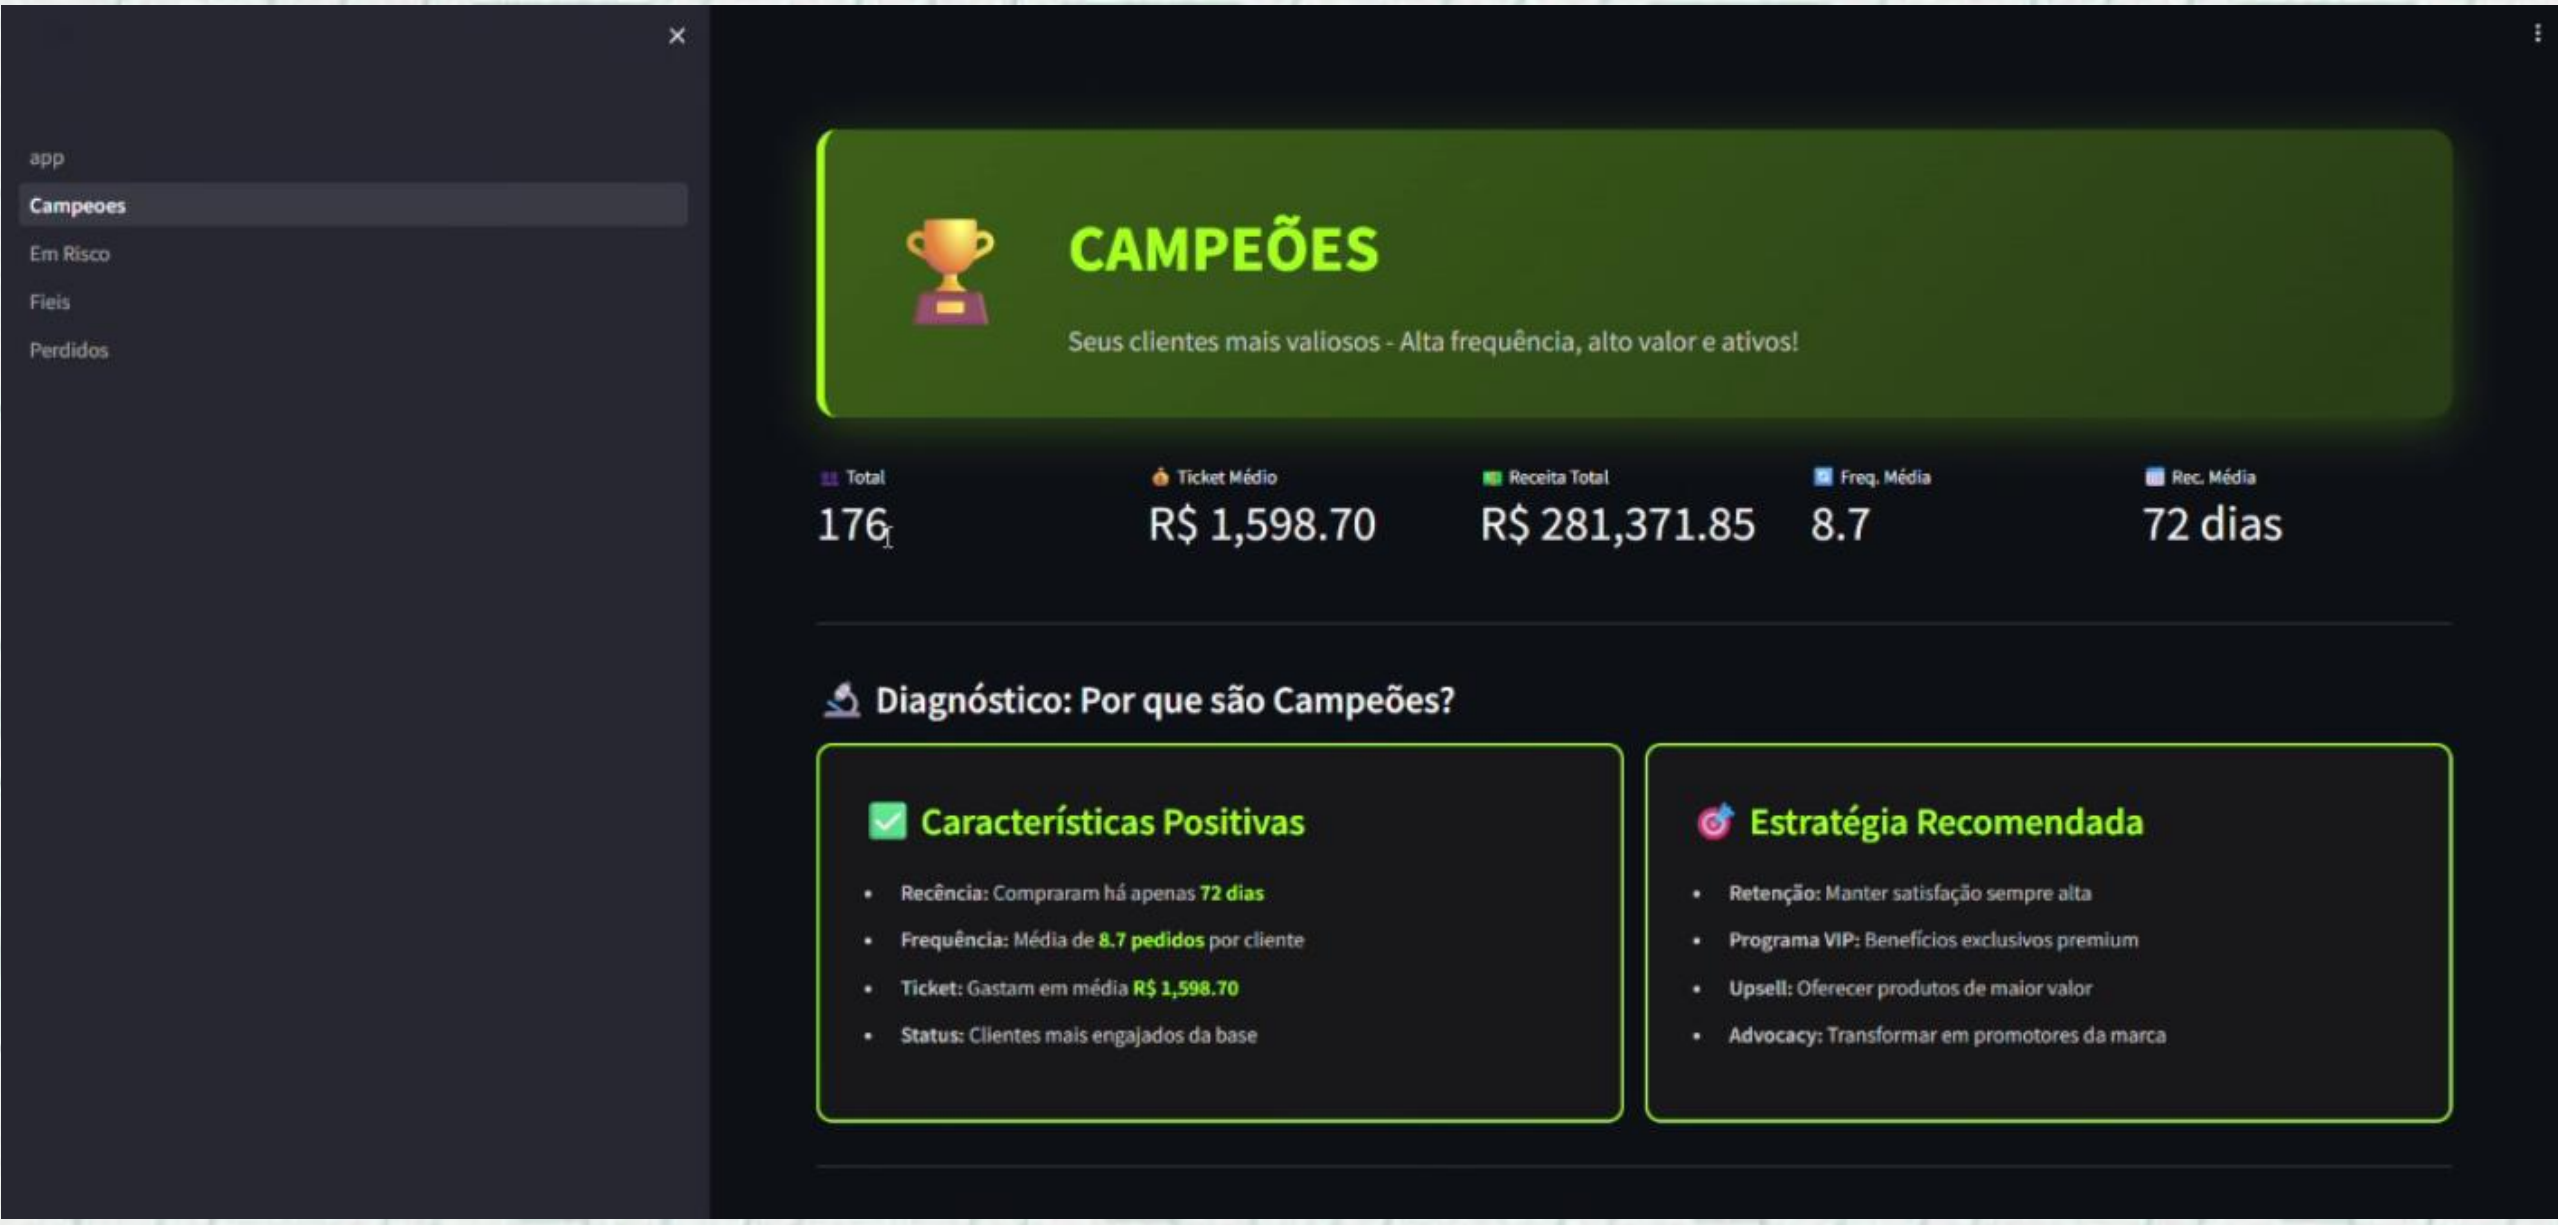 app
Campeoes
Em Risco
Fieis
Perdidos
CAMPEÕES
Seus clientes mais valiosos - Alta frequência, alto valor e ativos!
Total
176
Ticket Médio
R$ 1,598.70
Receita Total
R$ 281,371.85
Freq. Média
8.7
Rec. Média
72 dias
Diagnóstico: Por que são Campeões?
Características Positivas
• Recência: Compraram há apenas 72 dias
• Frequência: Média de 8.7 pedidos por cliente
• Ticket: Gastam em média R$ 1,598.70
• Status: Clientes mais engajados da base
Estratégia Recomendada
• Retenção: Manter satisfação sempre alta
• Programa VIP: Benefícios exclusivos premium
• Upsell: Oferecer produtos de maior valor
• Advocacy: Transformar em promotores da marca